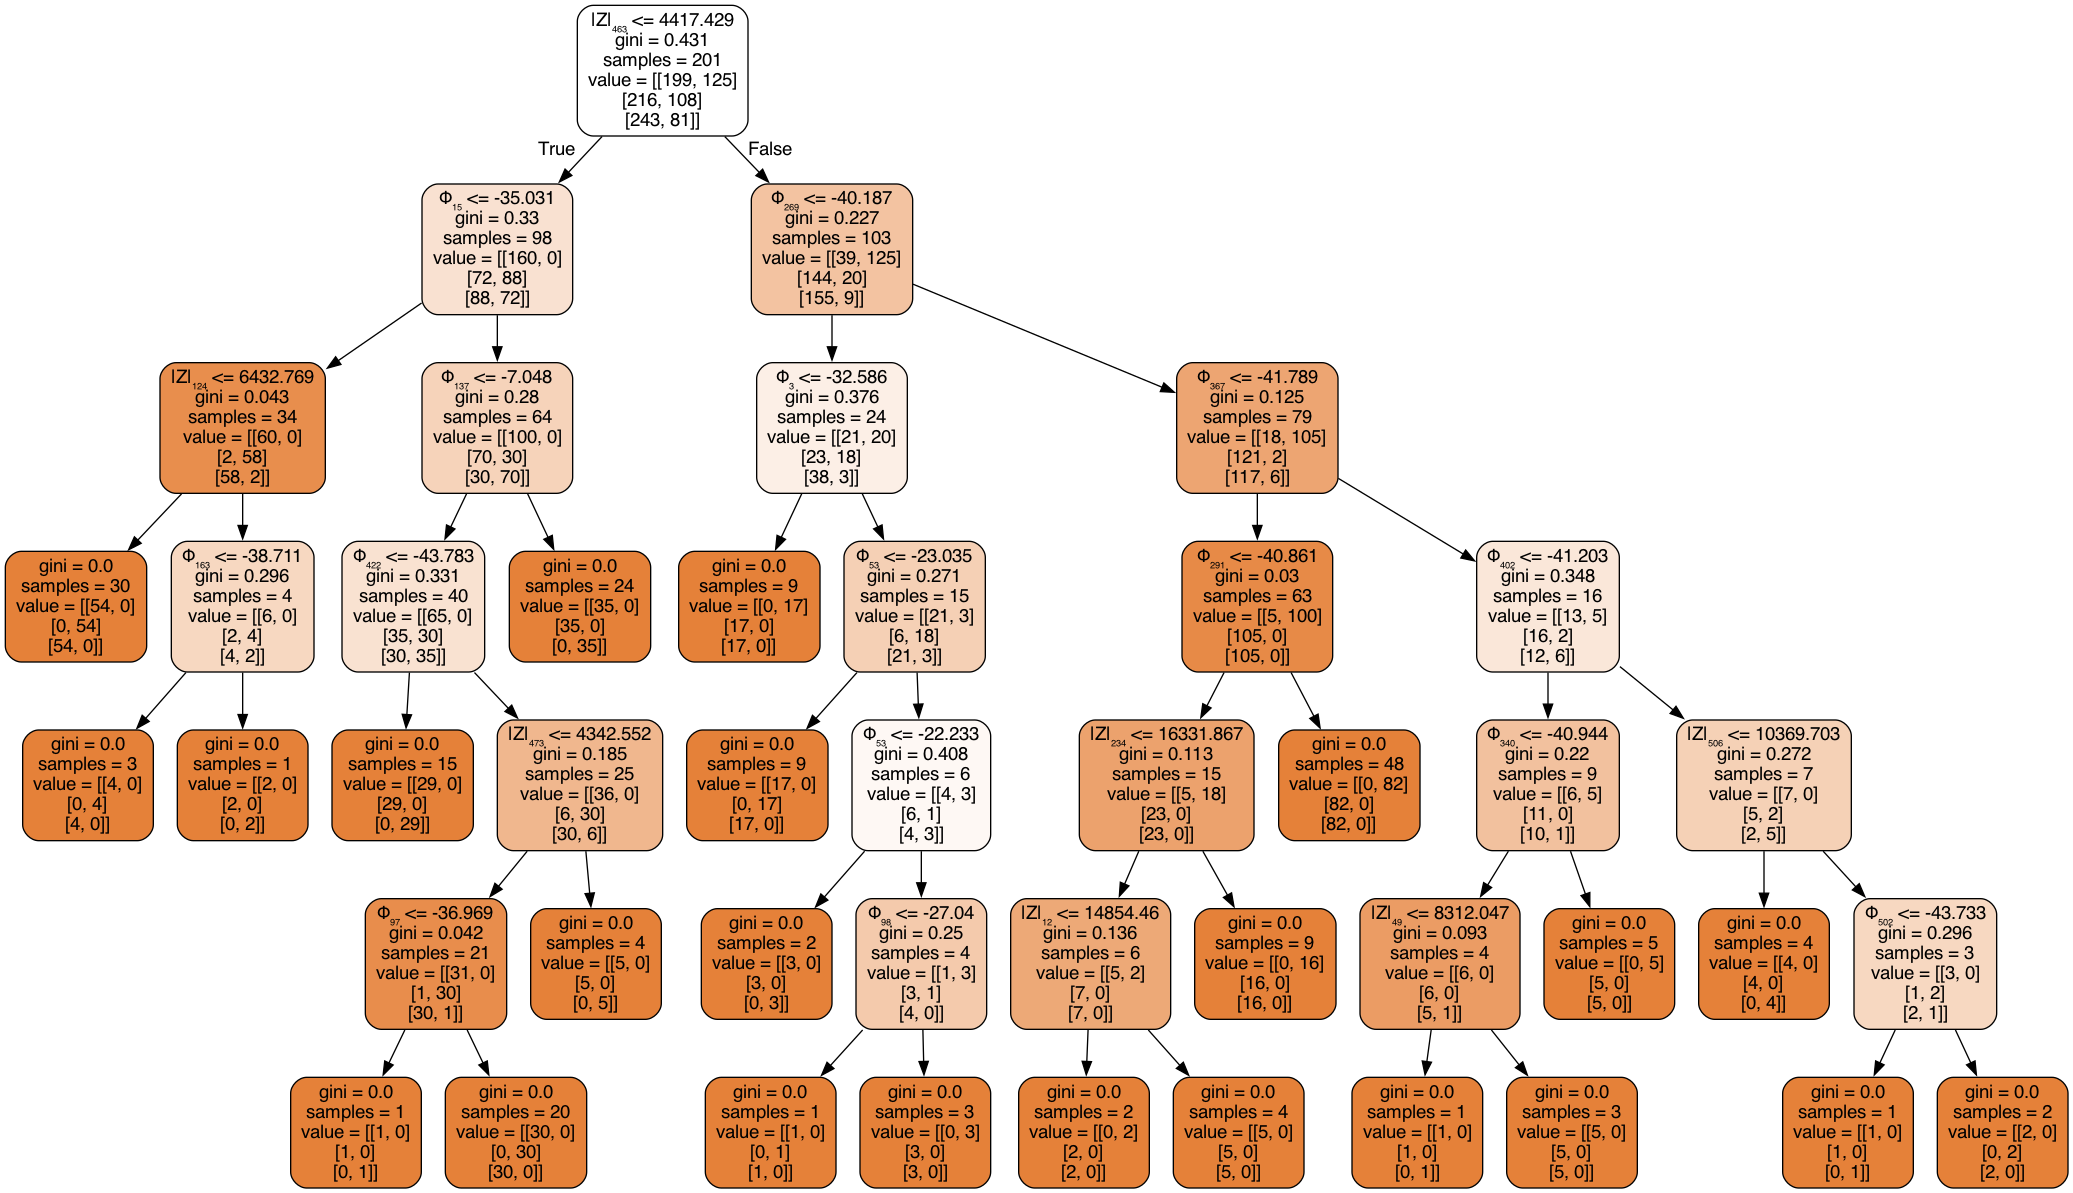 |Z|₄₆₃ <= 4417.429
gini = 0.431
samples = 201
value = [[199, 125]
[216, 108]
[243, 81]]
True
False
Φ₁₅ <= -35.031
gini = 0.33
samples = 98
value = [[160, 0]
[72, 88]
[88, 72]]
Φ₂₆₉ <= -40.187
gini = 0.227
samples = 103
value = [[39, 125]
[144, 20]
[155, 9]]
|Z|₁₂₄ <= 6432.769
gini = 0.043
samples = 34
value = [[60, 0]
[2, 58]
[58, 2]]
Φ₁₃₇ <= -7.048
gini = 0.28
samples = 64
value = [[100, 0]
[70, 30]
[30, 70]]
Φ₃ <= -32.586
gini = 0.376
samples = 24
value = [[21, 20]
[23, 18]
[38, 3]]
Φ₃₆₇ <= -41.789
gini = 0.125
samples = 79
value = [[18, 105]
[121, 2]
[117, 6]]
gini = 0.0
samples = 30
value = [[54, 0]
[0, 54]
[54, 0]]
Φ₁₆₃ <= -38.711
gini = 0.296
samples = 4
value = [[6, 0]
[2, 4]
[4, 2]]
Φ₄₂₂ <= -43.783
gini = 0.331
samples = 40
value = [[65, 0]
[35, 30]
[30, 35]]
gini = 0.0
samples = 24
value = [[35, 0]
[35, 0]
[0, 35]]
gini = 0.0
samples = 9
value = [[0, 17]
[17, 0]
[17, 0]]
Φ₅₃ <= -23.035
gini = 0.271
samples = 15
value = [[21, 3]
[6, 18]
[21, 3]]
Φ₂₉₁ <= -40.861
gini = 0.03
samples = 63
value = [[5, 100]
[105, 0]
[105, 0]]
Φ₄₀₂ <= -41.203
gini = 0.348
samples = 16
value = [[13, 5]
[16, 2]
[12, 6]]
gini = 0.0
samples = 3
value = [[4, 0]
[0, 4]
[4, 0]]
gini = 0.0
samples = 1
value = [[2, 0]
[2, 0]
[0, 2]]
gini = 0.0
samples = 15
value = [[29, 0]
[29, 0]
[0, 29]]
|Z|₄₇₃ <= 4342.552
gini = 0.185
samples = 25
value = [[36, 0]
[6, 30]
[30, 6]]
gini = 0.0
samples = 9
value = [[17, 0]
[0, 17]
[17, 0]]
Φ₅₃ <= -22.233
gini = 0.408
samples = 6
value = [[4, 3]
[6, 1]
[4, 3]]
|Z|₂₃₄ <= 16331.867
gini = 0.113
samples = 15
value = [[5, 18]
[23, 0]
[23, 0]]
gini = 0.0
samples = 48
value = [[0, 82]
[82, 0]
[82, 0]]
Φ₃₄₀ <= -40.944
gini = 0.22
samples = 9
value = [[6, 5]
[11, 0]
[10, 1]]
|Z|₅₀₆ <= 10369.703
gini = 0.272
samples = 7
value = [[7, 0]
[5, 2]
[2, 5]]
Φ₉₇ <= -36.969
gini = 0.042
samples = 21
value = [[31, 0]
[1, 30]
[30, 1]]
gini = 0.0
samples = 4
value = [[5, 0]
[5, 0]
[0, 5]]
gini = 0.0
samples = 2
value = [[3, 0]
[3, 0]
[0, 3]]
Φ₉₈ <= -27.04
gini = 0.25
samples = 4
value = [[1, 3]
[3, 1]
[4, 0]]
|Z|₁₂ <= 14854.46
gini = 0.136
samples = 6
value = [[5, 2]
[7, 0]
[7, 0]]
gini = 0.0
samples = 9
value = [[0, 16]
[16, 0]
[16, 0]]
|Z|₄₉ <= 8312.047
gini = 0.093
samples = 4
value = [[6, 0]
[6, 0]
[5, 1]]
gini = 0.0
samples = 5
value = [[0, 5]
[5, 0]
[5, 0]]
gini = 0.0
samples = 4
value = [[4, 0]
[4, 0]
[0, 4]]
Φ₅₀₂ <= -43.733
gini = 0.296
samples = 3
value = [[3, 0]
[1, 2]
[2, 1]]
gini = 0.0
samples = 1
value = [[1, 0]
[1, 0]
[0, 1]]
gini = 0.0
samples = 20
value = [[30, 0]
[0, 30]
[30, 0]]
gini = 0.0
samples = 1
value = [[1, 0]
[0, 1]
[1, 0]]
gini = 0.0
samples = 3
value = [[0, 3]
[3, 0]
[3, 0]]
gini = 0.0
samples = 2
value = [[0, 2]
[2, 0]
[2, 0]]
gini = 0.0
samples = 4
value = [[5, 0]
[5, 0]
[5, 0]]
gini = 0.0
samples = 1
value = [[1, 0]
[1, 0]
[0, 1]]
gini = 0.0
samples = 3
value = [[5, 0]
[5, 0]
[5, 0]]
gini = 0.0
samples = 1
value = [[1, 0]
[1, 0]
[0, 1]]
gini = 0.0
samples = 2
value = [[2, 0]
[0, 2]
[2, 0]]